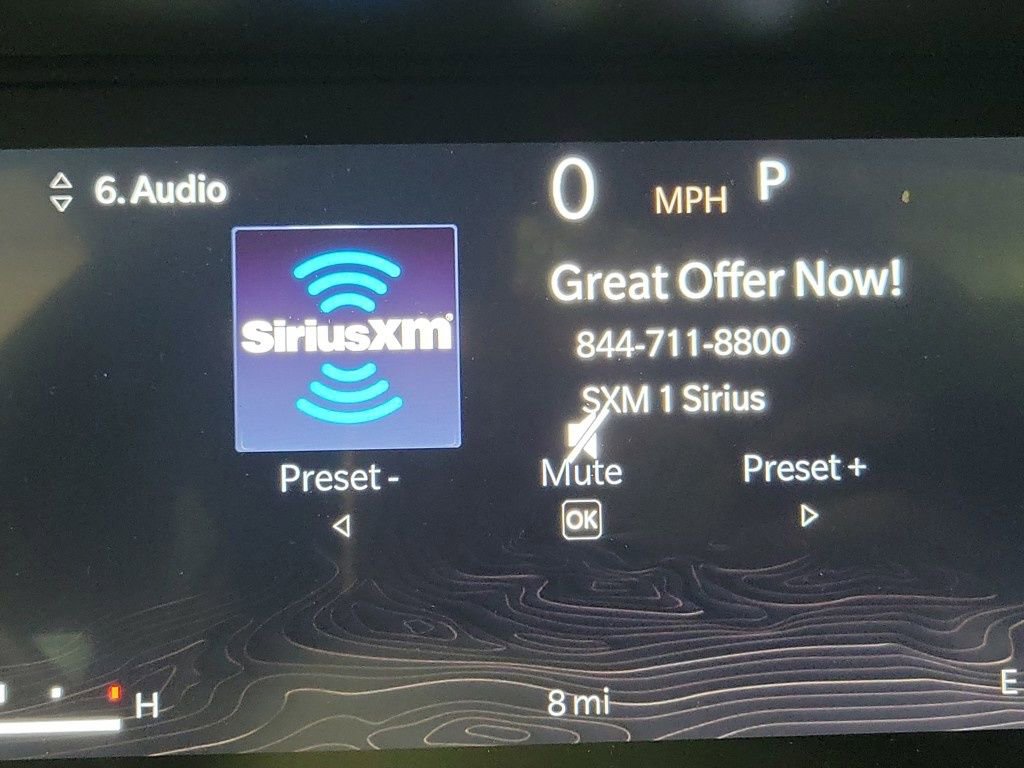 6. Audio
0 MPH P
SiriusXm
Great Offer Now!
844-711-8800
SXM 1 Sirius
Preset - Mute Preset +
OK
H 8 mi E